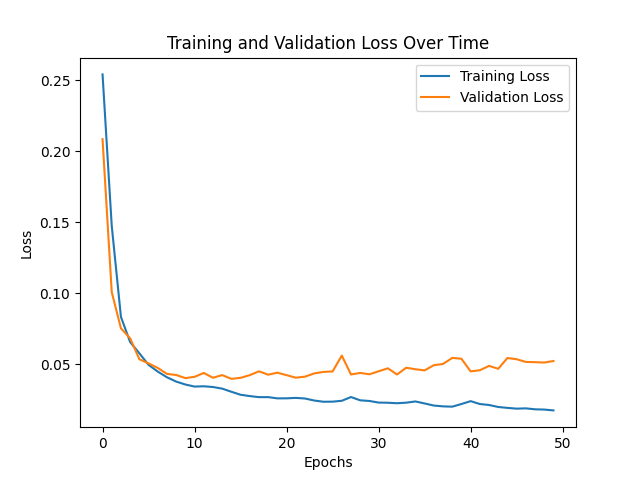 Training and Validation Loss Over Time
Training Loss
Validation Loss
Loss
0.25
0.20
0.15
0.10
0.05
0 10 20 30 40 50
Epochs